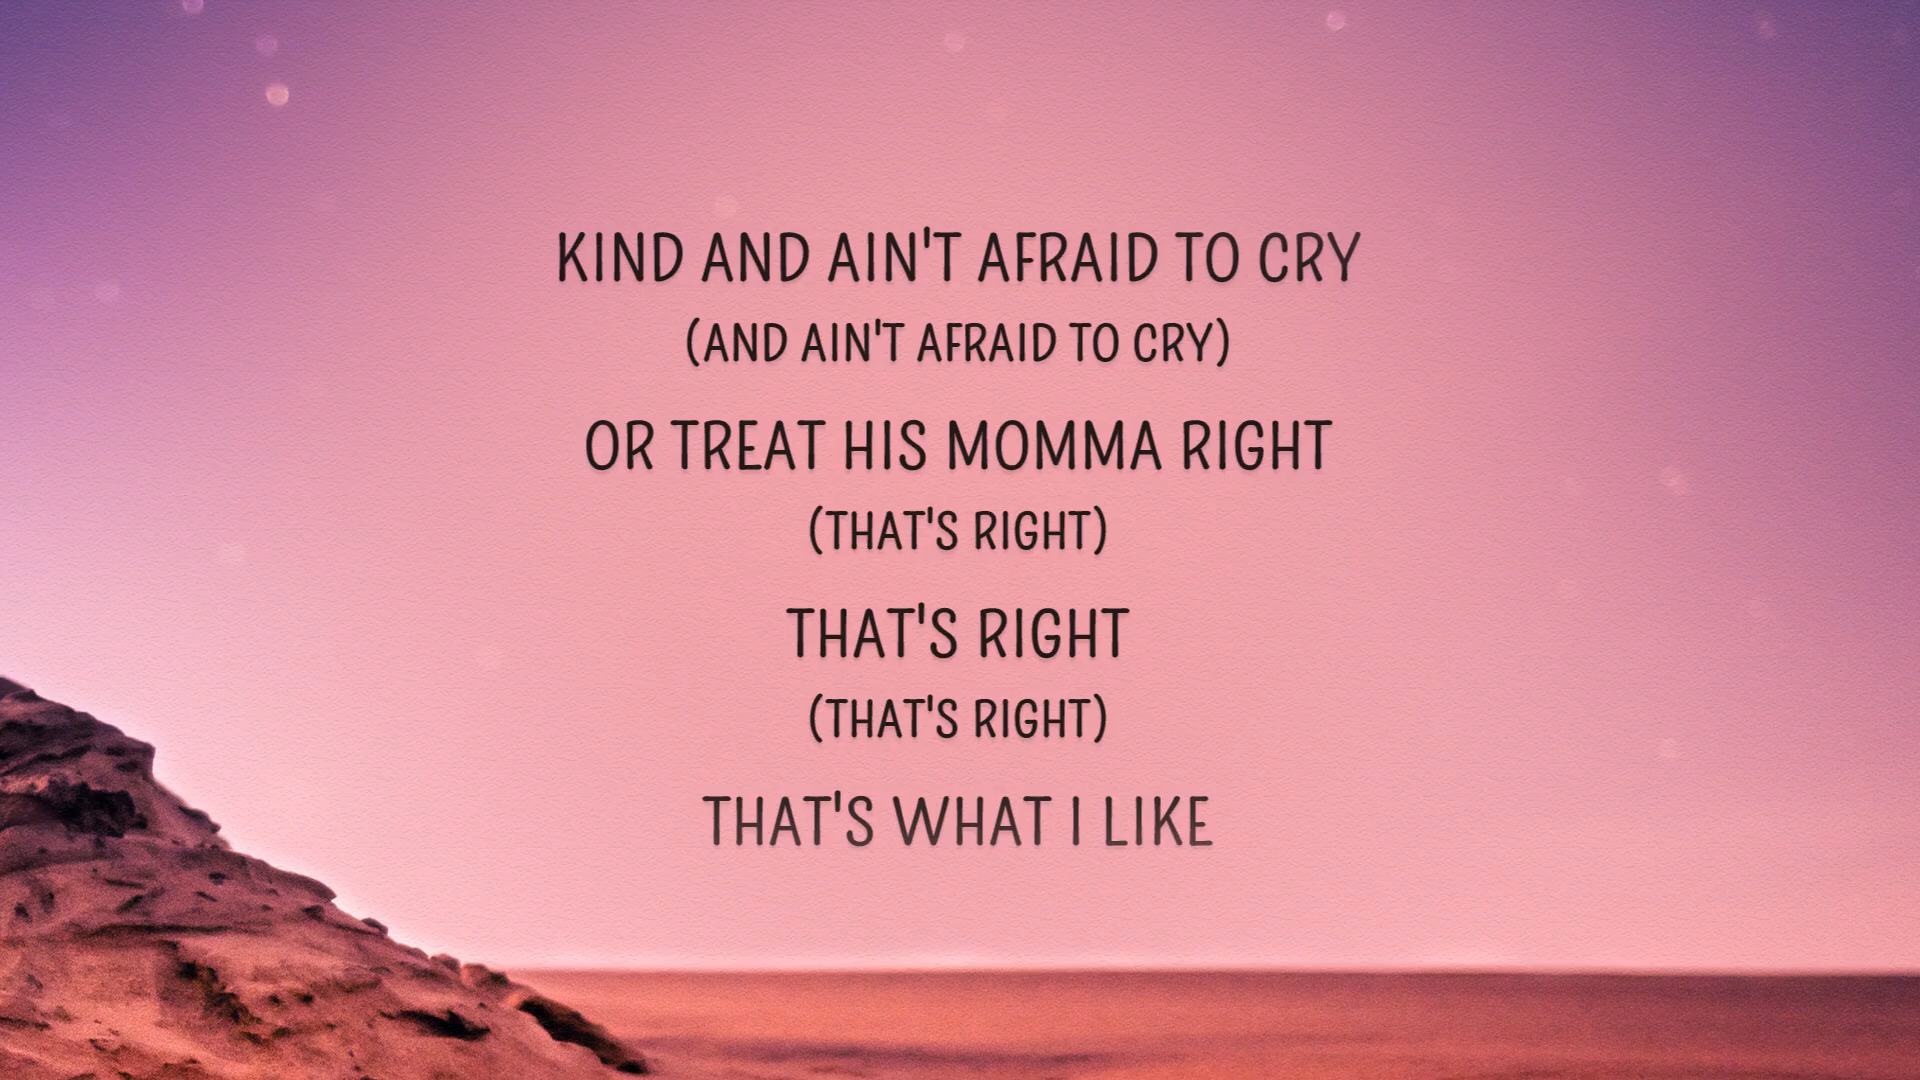 KIND AND AIN'T AFRAID TO CRY
(AND AIN'T AFRAID TO CRY)
OR TREAT HIS MOMMA RIGHT
(THAT'S RIGHT)
THAT'S RIGHT
(THAT'S RIGHT)
THAT'S WHAT I LIKE